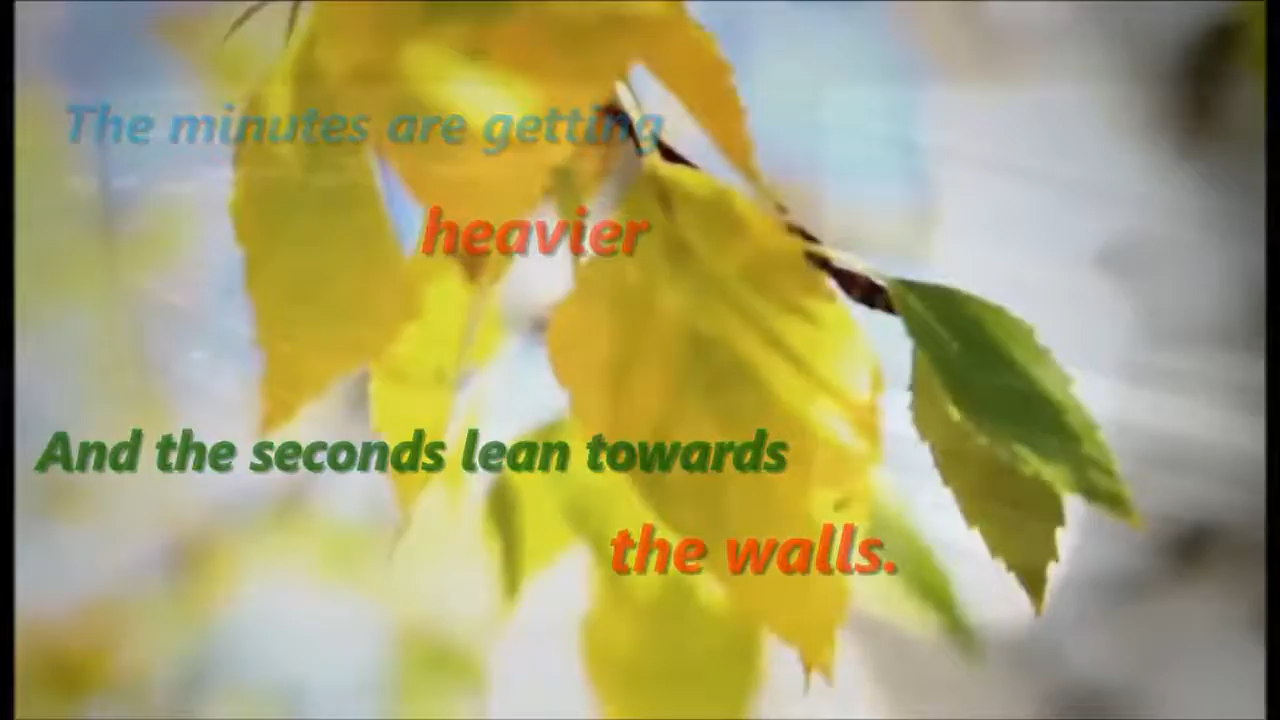 The minutes are getting
heavier
And the seconds lean towards
the walls.